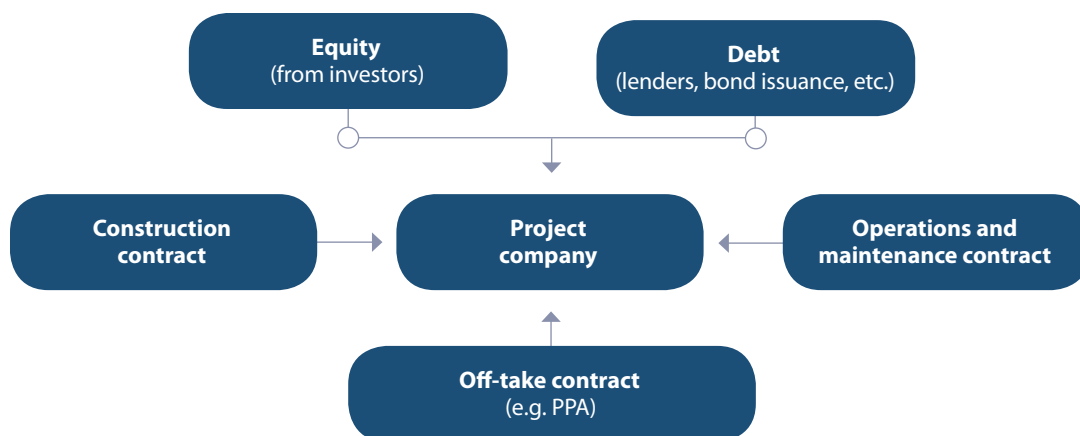 Equity
(from investors)
Debt
(lenders, bond issuance, etc.)
Construction
contract
Project
company
Operations and
maintenance contract
Off-take contract
(e.g. PPA)